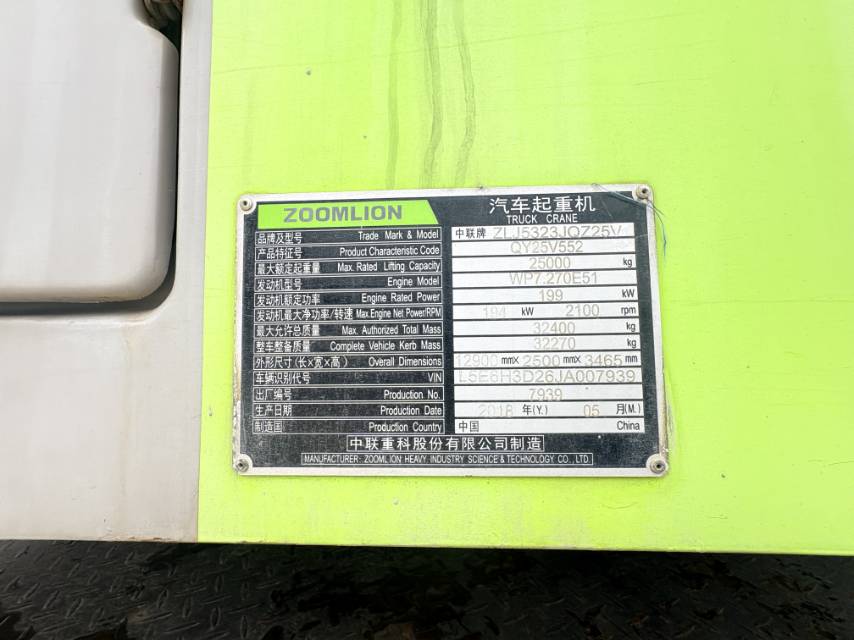 ZOOMLION 汽车起重机
TRUCK CRANE
品牌及型号 Trade Mark & Model 中联牌 ZLJ5323JQZ25V
产品特征号 Product Characteristic Code QY25V552
最大额定起重量 Max. Rated Lifting Capacity 25000 kg
发动机型号 Engine Model WP7.270E51
发动机额定功率 Engine Rated Power 199 kW
发动机最大净功率/转速 Max.Engine Net Power/RPM 194 kW 2100 rpm
最大允许总质量 Max. Authorized Total Mass 32400 kg
整车整备质量 Complete Vehicle Kerb Mass 32270 kg
外形尺寸(长×宽×高) Overall Dimensions 12900 mm× 2500 mm× 3465 mm
车辆识别代号 VIN L5E6H3D26JA007939
出厂编号 Production No. 7939
生产日期 Production Date 2018 年(Y.) 05 月(M.)
制造国 Production Country 中国 China
中联重科股份有限公司制造
MANUFACTURER: ZOOMLION HEAVY INDUSTRY SCIENCE & TECHNOLOGY CO., LTD.